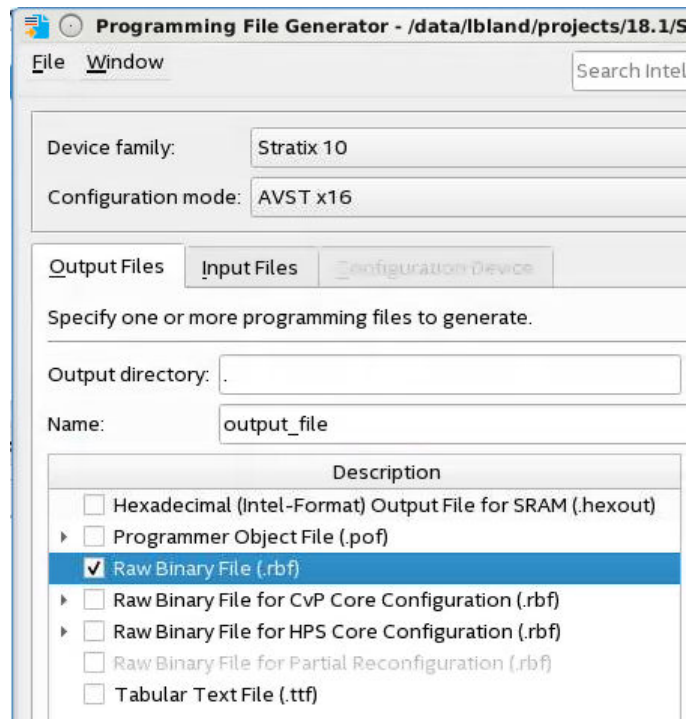 Programming File Generator - /data/lbland/projects/18.1/S
File Window
Search Intel
Device family: Stratix 10
Configuration mode: AVST x16
Output Files Input Files Configuration Device
Specify one or more programming files to generate.
Output directory: .
Name: output_file
Description
Hexadecimal (Intel-Format) Output File for SRAM (.hexout)
Programmer Object File (.pof)
Raw Binary File (.rbf)
Raw Binary File for CvP Core Configuration (.rbf)
Raw Binary File for HPS Core Configuration (.rbf)
Raw Binary File for Partial Reconfiguration (.rbf)
Tabular Text File (.ttf)